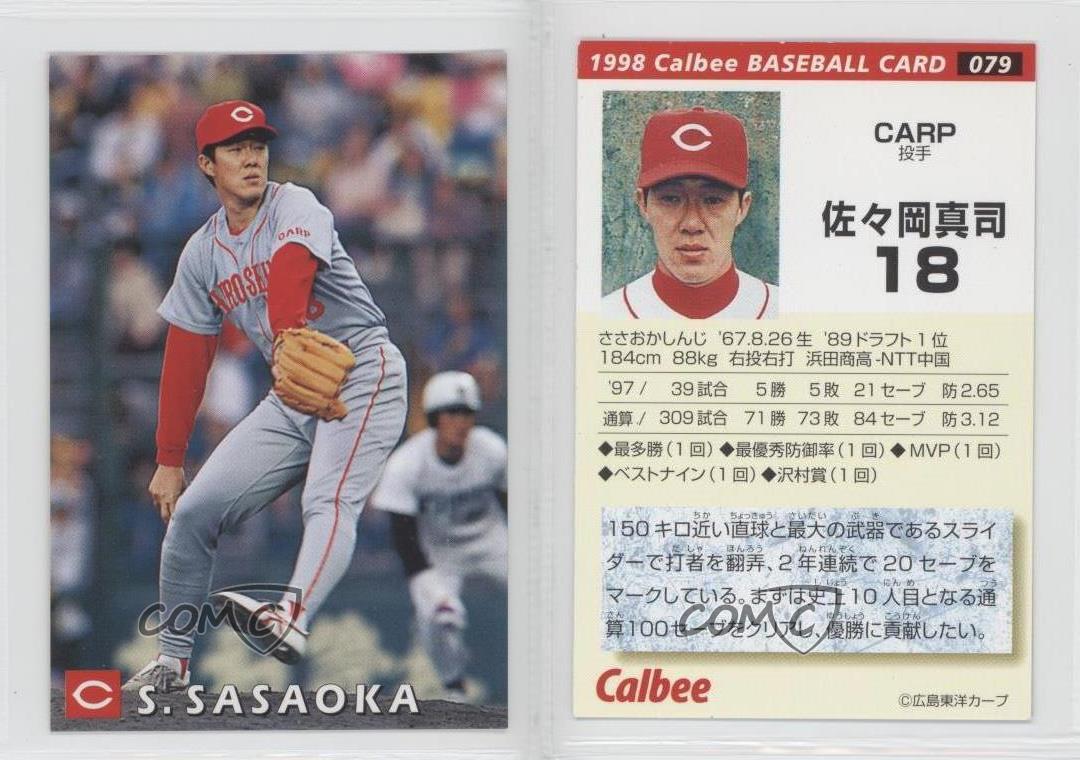 C
CARP
S. SASAOKA
COMC
1998 Calbee BASEBALL CARD 079
C
CARP
投手
佐々岡真司
18
ささおかしんじ '67.8.26生 '89ドラフト1位
184cm 88kg 右投右打 浜田商高-NTT中国
'97/ 39試合 5勝 5敗 21セーブ 防2.65
通算/ 309試合 71勝 73敗 84セーブ 防3.12
◆最多勝(1回)◆最優秀防御率(1回)◆MVP(1回)
◆ベストナイン(1回)◆沢村賞(1回)
150キロ近い直球と最大の武器であるスライ
ダーで打者を翻弄、2年連続で20セーブを
マークしている。まずは史上10人目となる通
算100セーブをクリアし、優勝に貢献したい。
COMC
Calbee
©広島東洋カープ